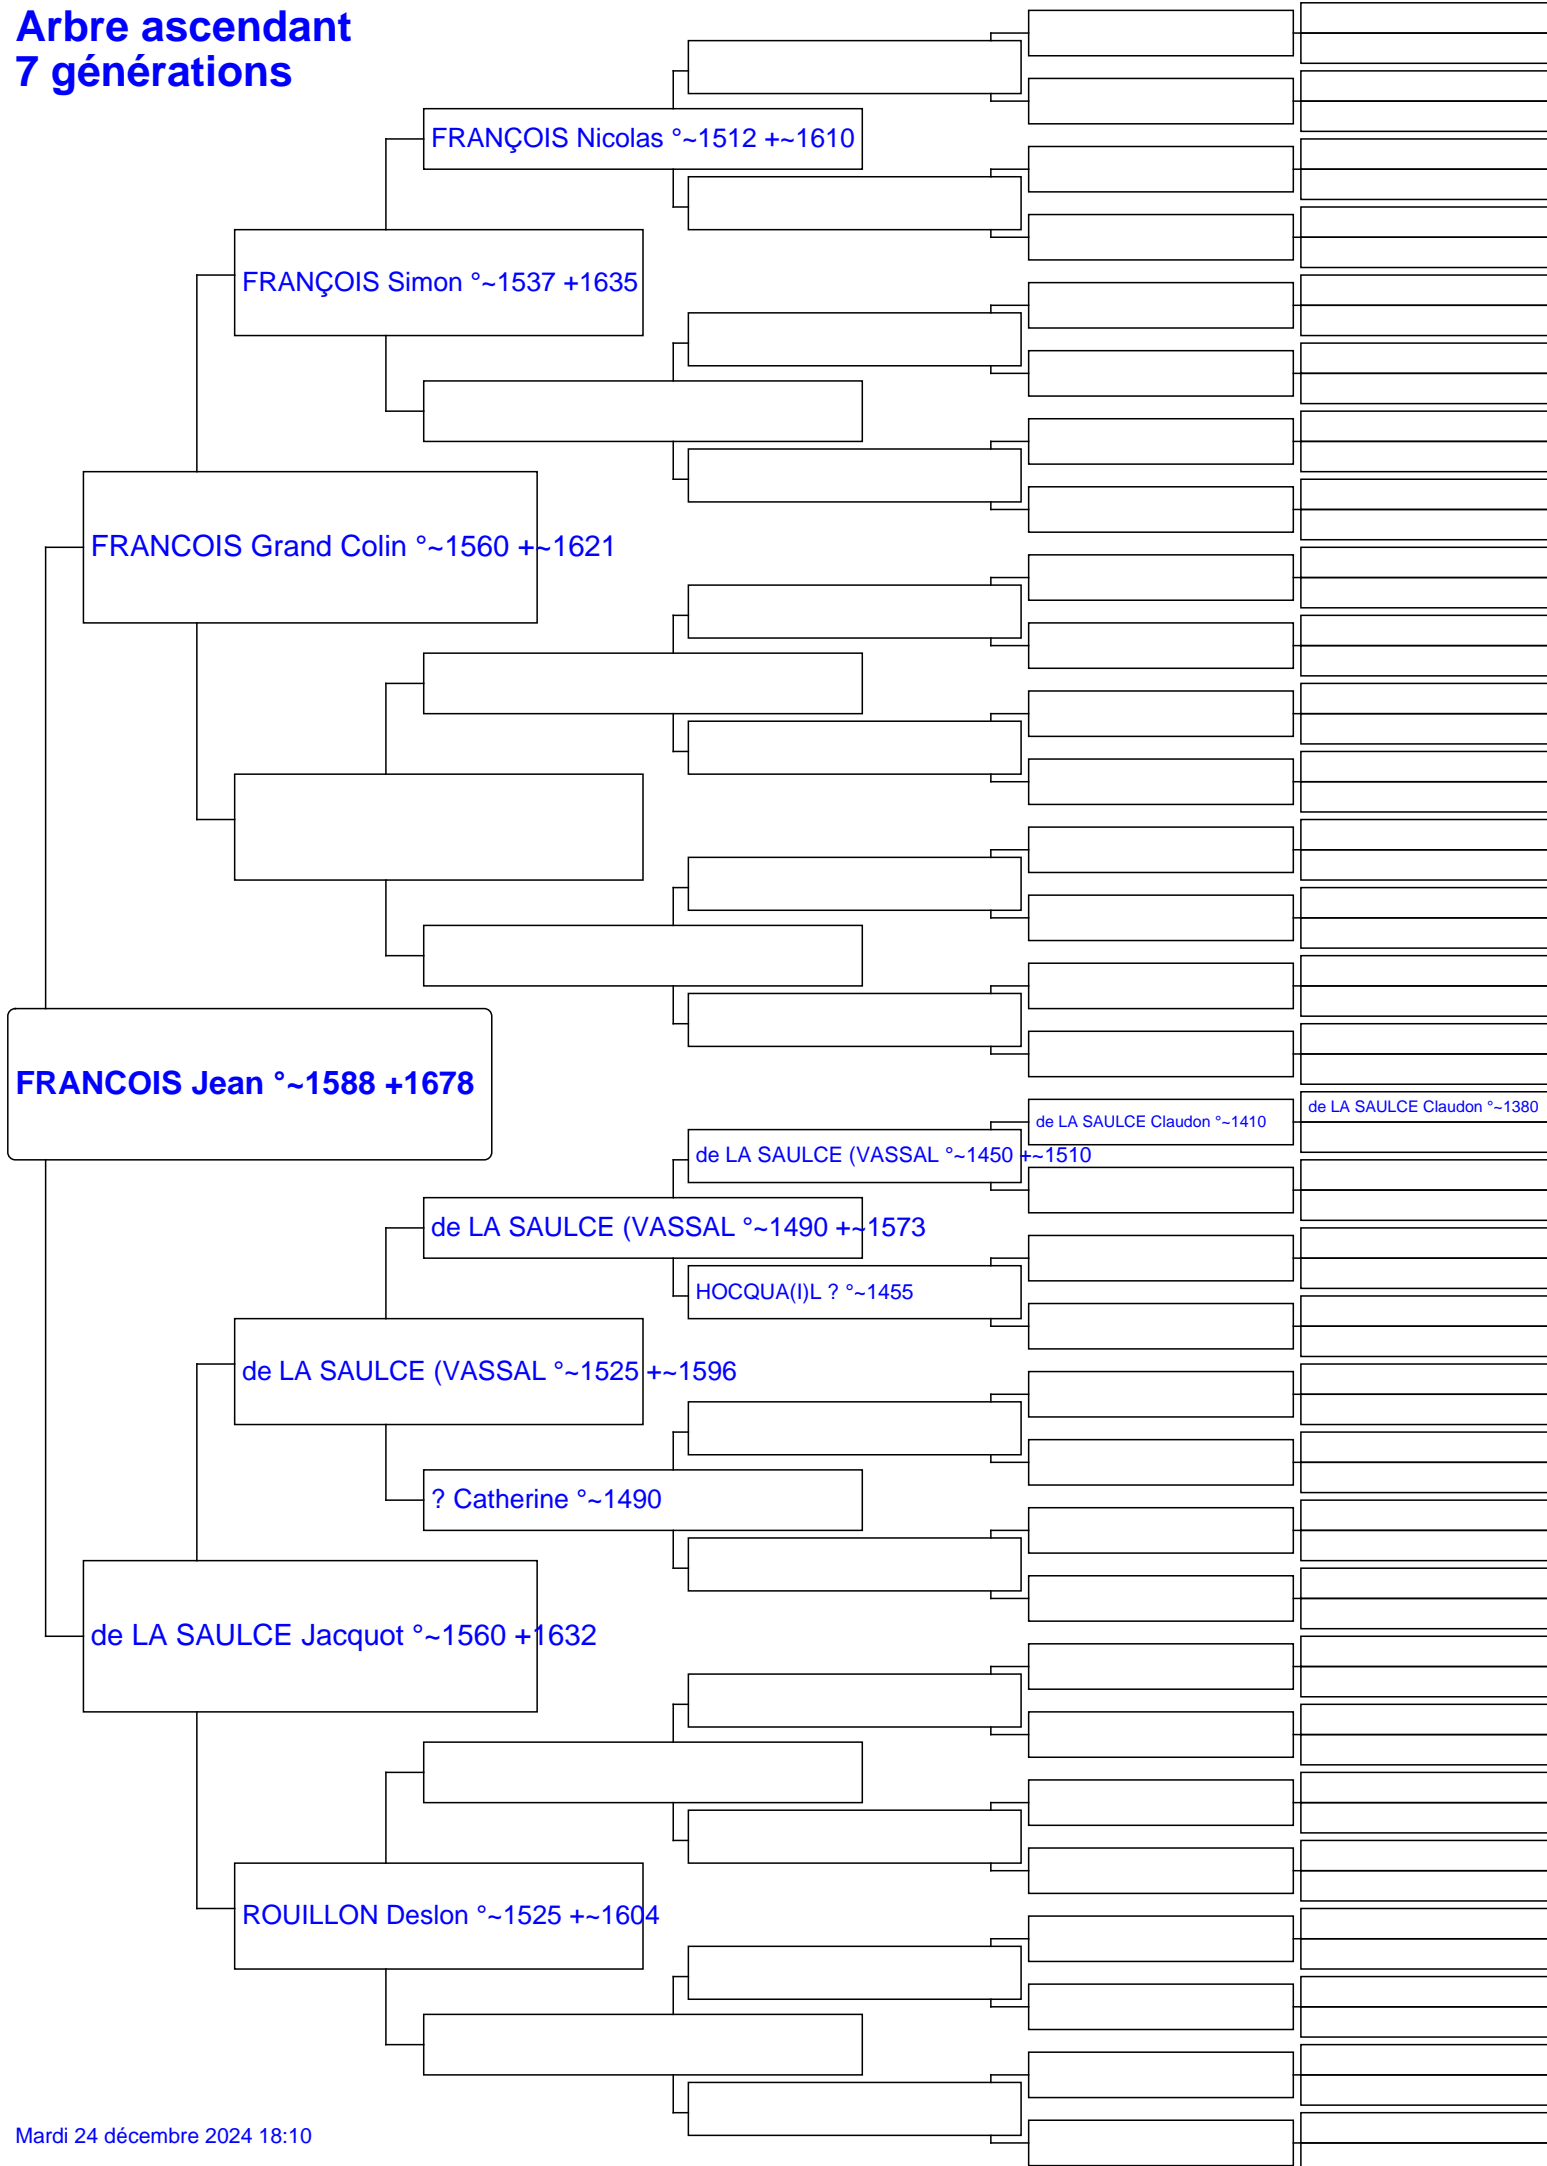 Arbre ascendant
7 générations
FRANÇOIS Nicolas °~1512 +~1610
FRANÇOIS Simon °~1537 +1635
FRANCOIS Grand Colin °~1560 +~1621
FRANCOIS Jean °~1588 +1678
de LA SAULCE Claudon °~1380
de LA SAULCE Claudon °~1410
de LA SAULCE (VASSAL °~1450 +~1510
de LA SAULCE (VASSAL °~1490 +~1573
HOCQUA(I)L ? °~1455
de LA SAULCE (VASSAL °~1525 +~1596
? Catherine °~1490
de LA SAULCE Jacquot °~1560 +1632
ROUILLON Deslon °~1525 +~1604
Mardi 24 décembre 2024 18:10